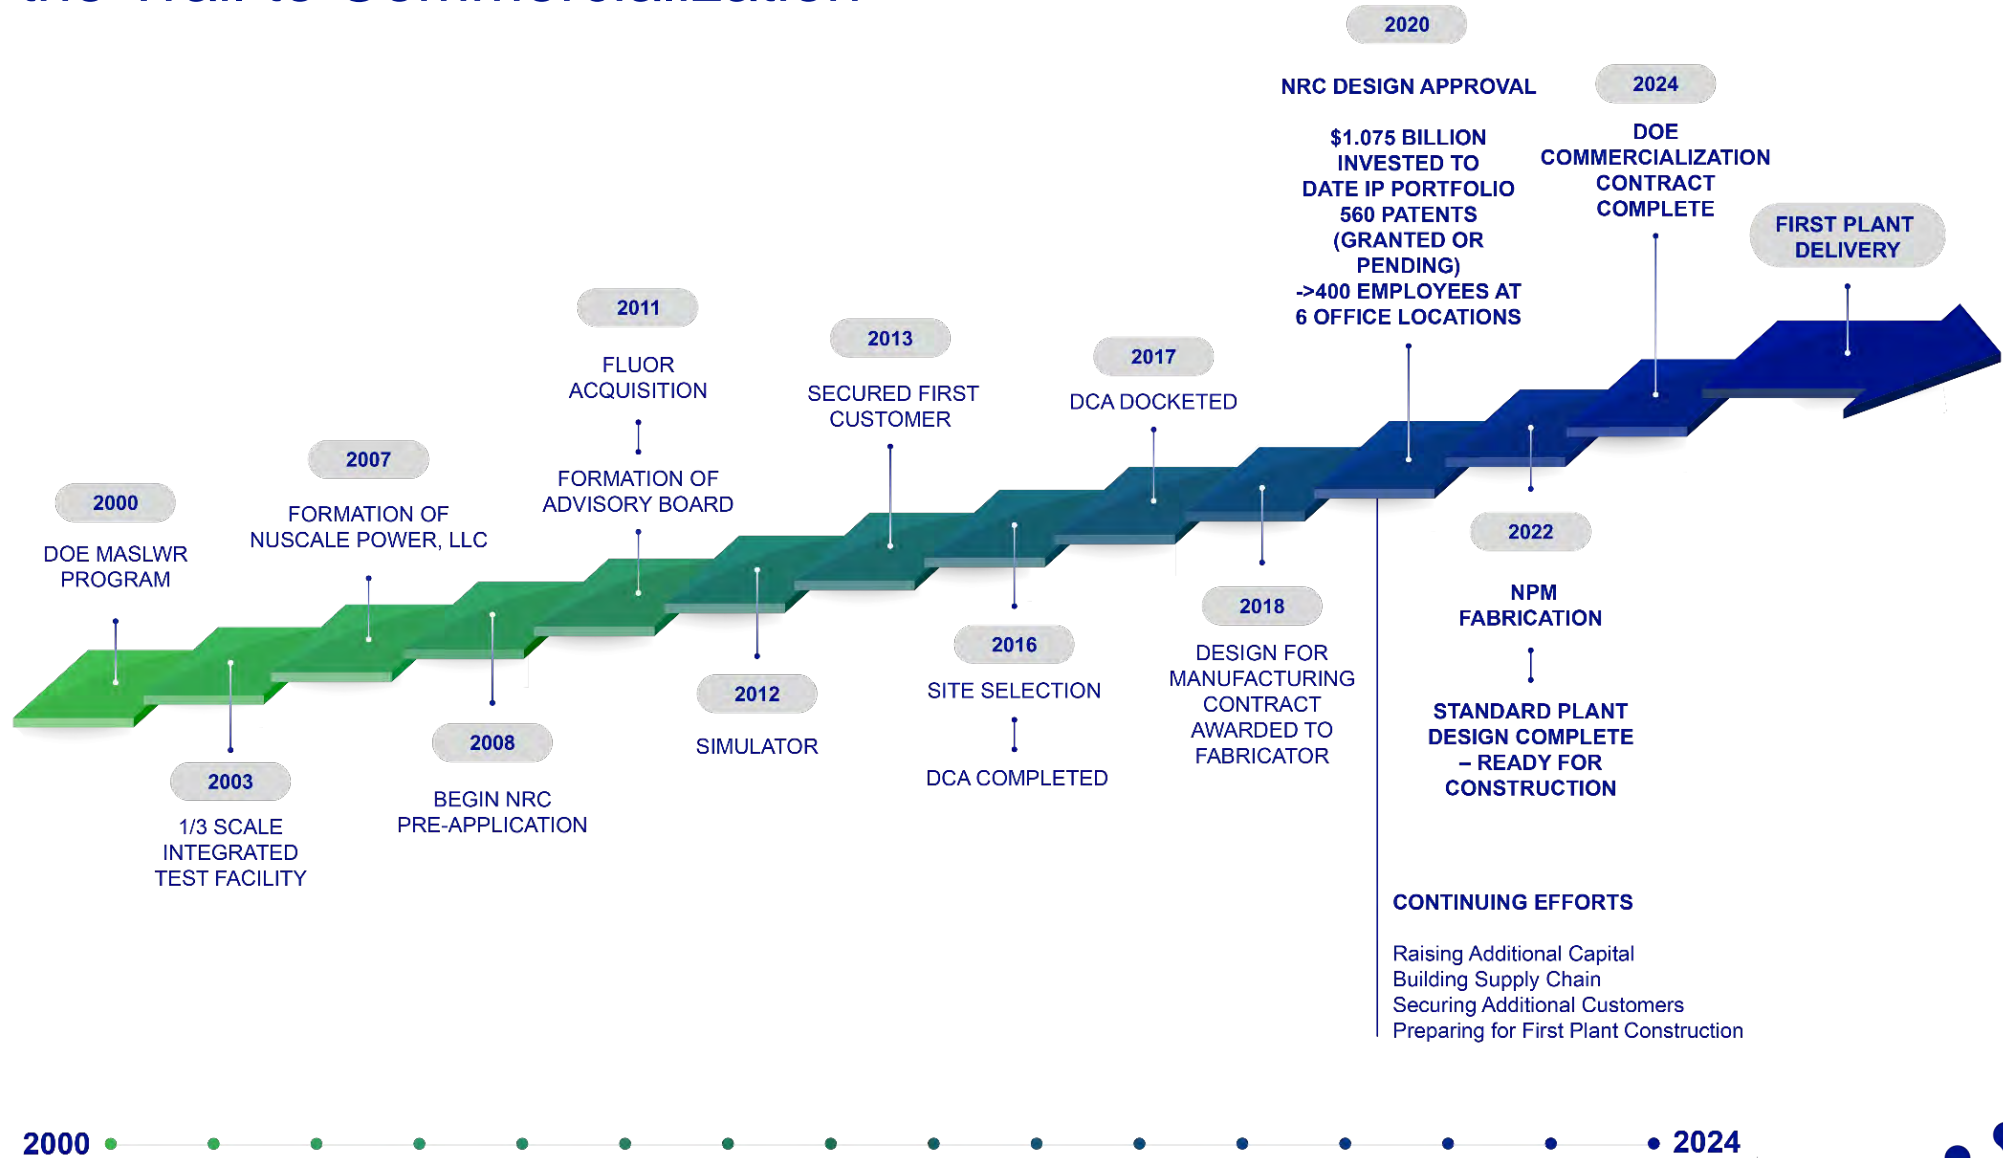 the Trail to Commercialization
2000
DOE MASLWR
PROGRAM
2003
1/3 SCALE
INTEGRATED
TEST FACILITY
2007
FORMATION OF
NUSCALE POWER, LLC
2008
BEGIN NRC
PRE-APPLICATION
2011
FLUOR
ACQUISITION
FORMATION OF
ADVISORY BOARD
2012
SIMULATOR
2013
SECURED FIRST
CUSTOMER
2016
SITE SELECTION
DCA COMPLETED
2017
DCA DOCKETED
2018
DESIGN FOR
MANUFACTURING
CONTRACT
AWARDED TO
FABRICATOR
2020
NRC DESIGN APPROVAL
$1.075 BILLION
INVESTED TO
DATE IP PORTFOLIO
560 PATENTS
(GRANTED OR
PENDING)
->400 EMPLOYEES AT
6 OFFICE LOCATIONS
2022
NPM
FABRICATION
STANDARD PLANT
DESIGN COMPLETE
– READY FOR
CONSTRUCTION
2024
DOE
COMMERCIALIZATION
CONTRACT
COMPLETE
FIRST PLANT
DELIVERY
CONTINUING EFFORTS
Raising Additional Capital
Building Supply Chain
Securing Additional Customers
Preparing for First Plant Construction
2000
2024